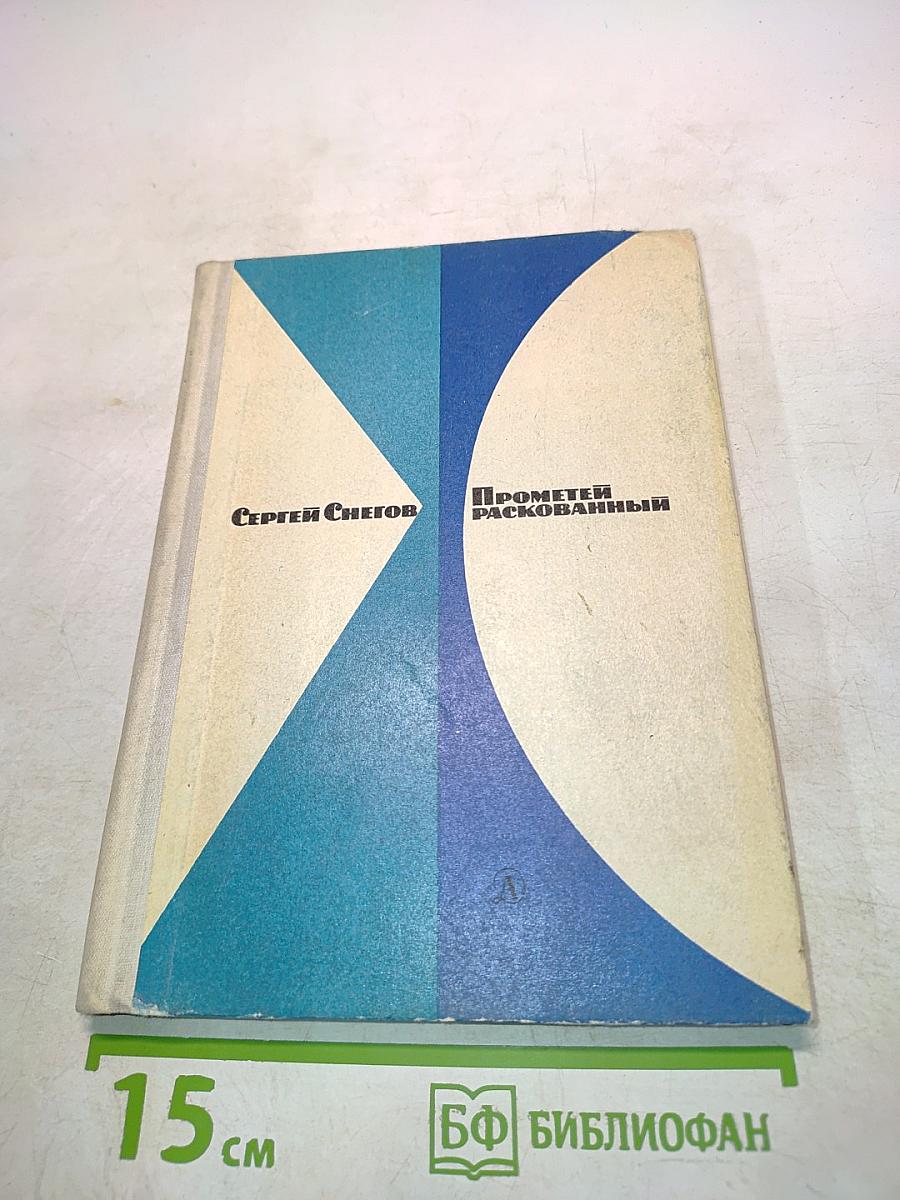 Сергей Снегов
Прометей
раскованный
Д
15 см
БФ БИБЛИОФАН